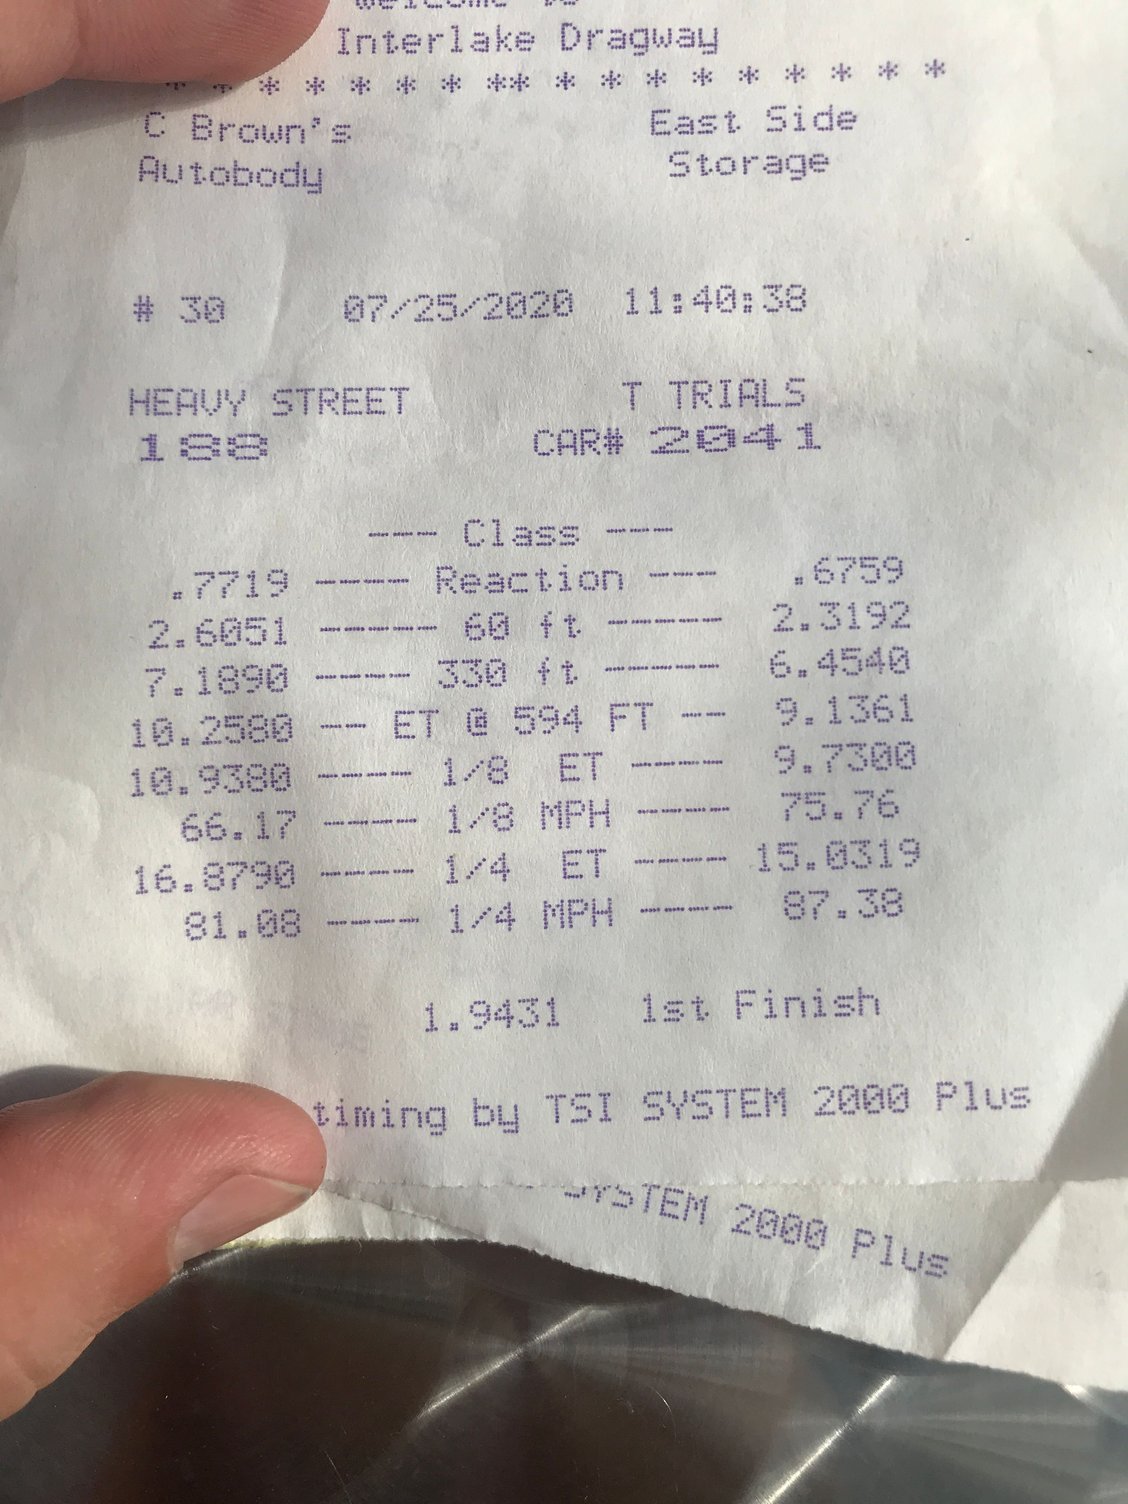 Welcome to
Interlake Dragway
* * * * * * * ** * * * * * * * * *
C Brown's East Side
Autobody Storage
# 30 07/25/2020 11:40:38
HEAVY STREET T TRIALS
188 CAR# 2041
--- Class ---
.7719 ---- Reaction --- .6759
2.6051 ----- 60 ft ----- 2.3192
7.1890 ---- 330 ft ----- 6.4540
10.2580 -- ET @ 594 FT -- 9.1361
10.9380 ---- 1/8 ET ---- 9.7300
66.17 ---- 1/8 MPH ---- 75.76
16.8790 ---- 1/4 ET ---- 15.0319
81.08 ---- 1/4 MPH ---- 87.38
1.9431 1st Finish
timing by TSI SYSTEM 2000 Plus
SYSTEM 2000 Plus